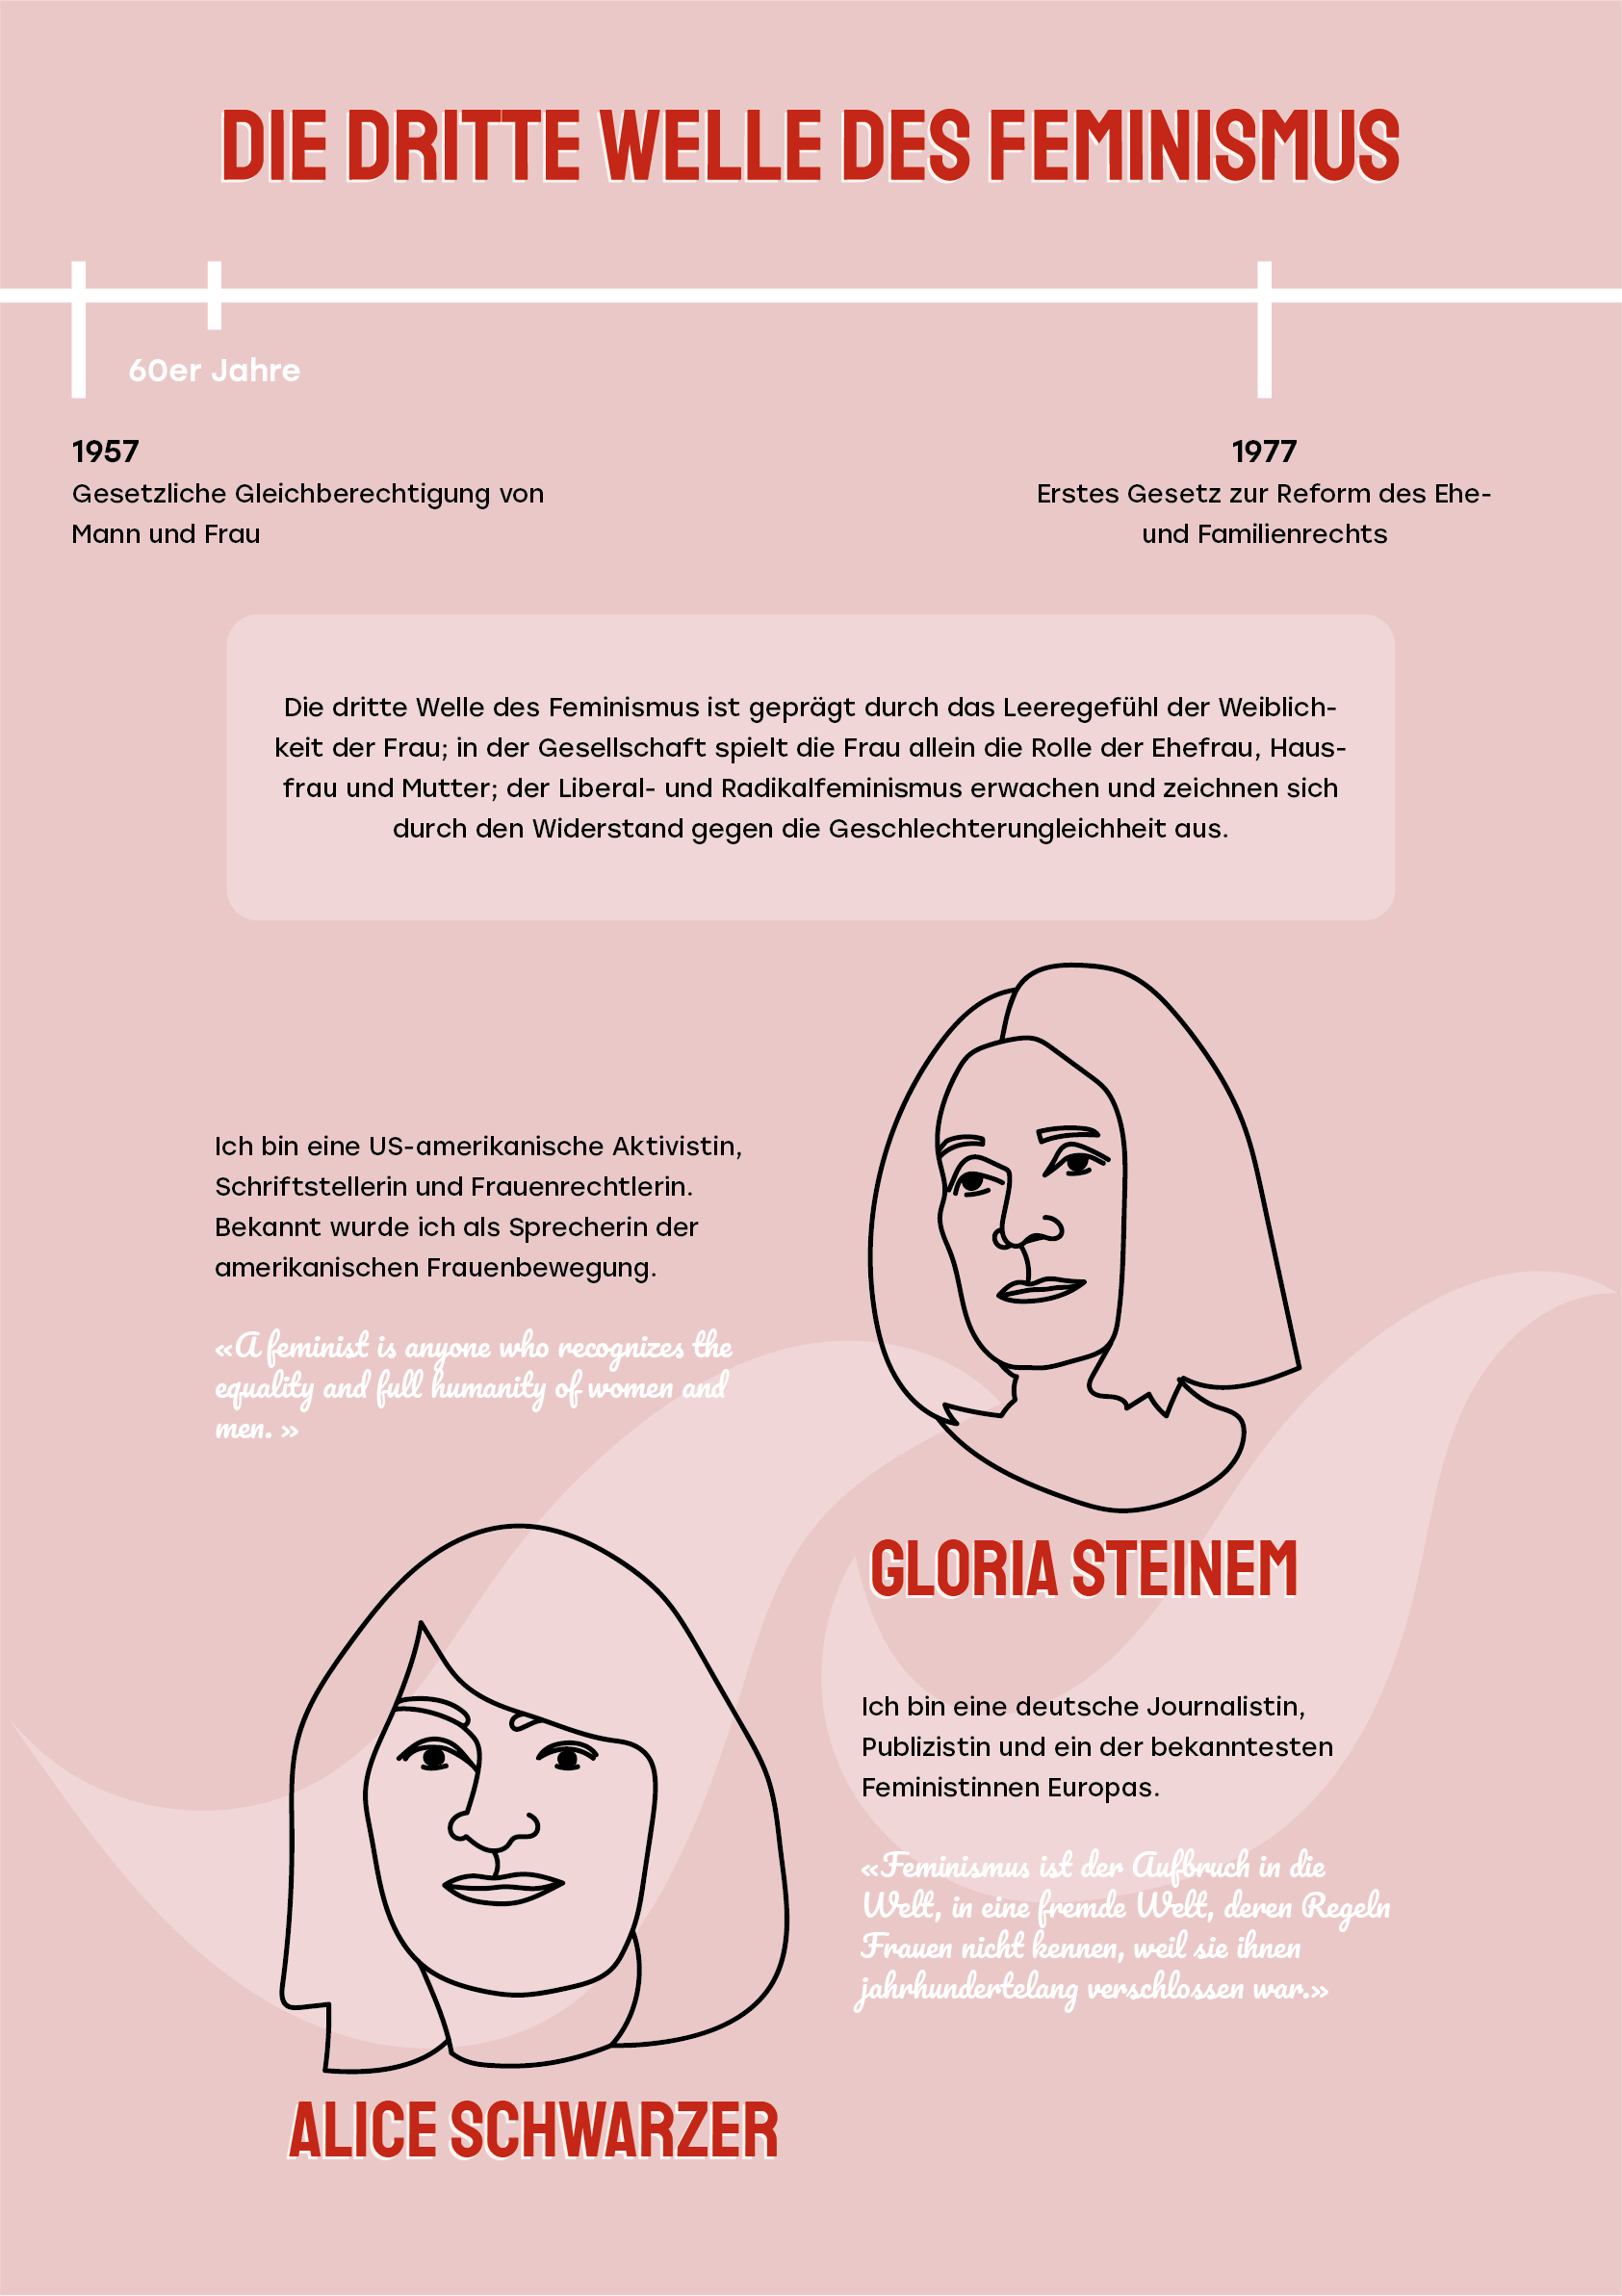 DIE DRITTE WELLE DES FEMINISMUS
60er Jahre
1957
Gesetzliche Gleichberechtigung von
Mann und Frau
1977
Erstes Gesetz zur Reform des Ehe-
und Familienrechts
Die dritte Welle des Feminismus ist geprägt durch das Leeregefühl der Weiblich-
keit der Frau; in der Gesellschaft spielt die Frau allein die Rolle der Ehefrau, Haus-
frau und Mutter; der Liberal- und Radikalfeminismus erwachen und zeichnen sich
durch den Widerstand gegen die Geschlechterungleichheit aus.
Ich bin eine US-amerikanische Aktivistin,
Schriftstellerin und Frauenrechtlerin.
Bekannt wurde ich als Sprecherin der
amerikanischen Frauenbewegung.
«A feminist is anyone who recognizes the
equality and full humanity of women and
men. »
GLORIA STEINEM
Ich bin eine deutsche Journalistin,
Publizistin und ein der bekanntesten
Feministinnen Europas.
«Feminismus ist der Aufbruch in die
Welt, in eine fremde Welt, deren Regeln
Frauen nicht kennen, weil sie ihnen
jahrhundertelang verschlossen war.»
ALICE SCHWARZER